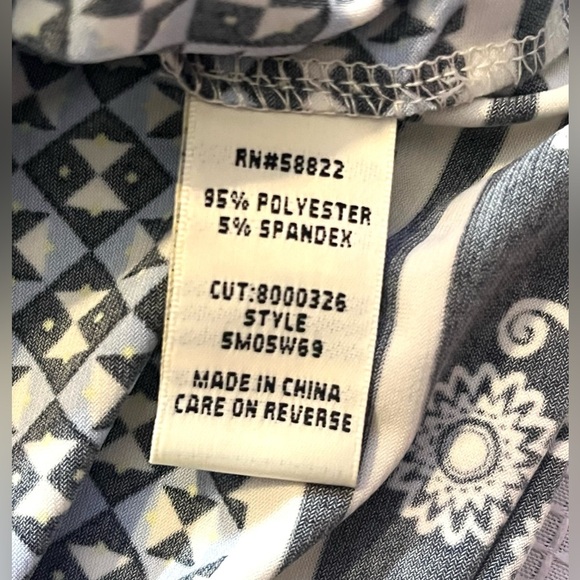 RN#58822
95% POLYESTER
5% SPANDEX
CUT:8000326
STYLE
5M05W69
MADE IN CHINA
CARE ON REVERSE